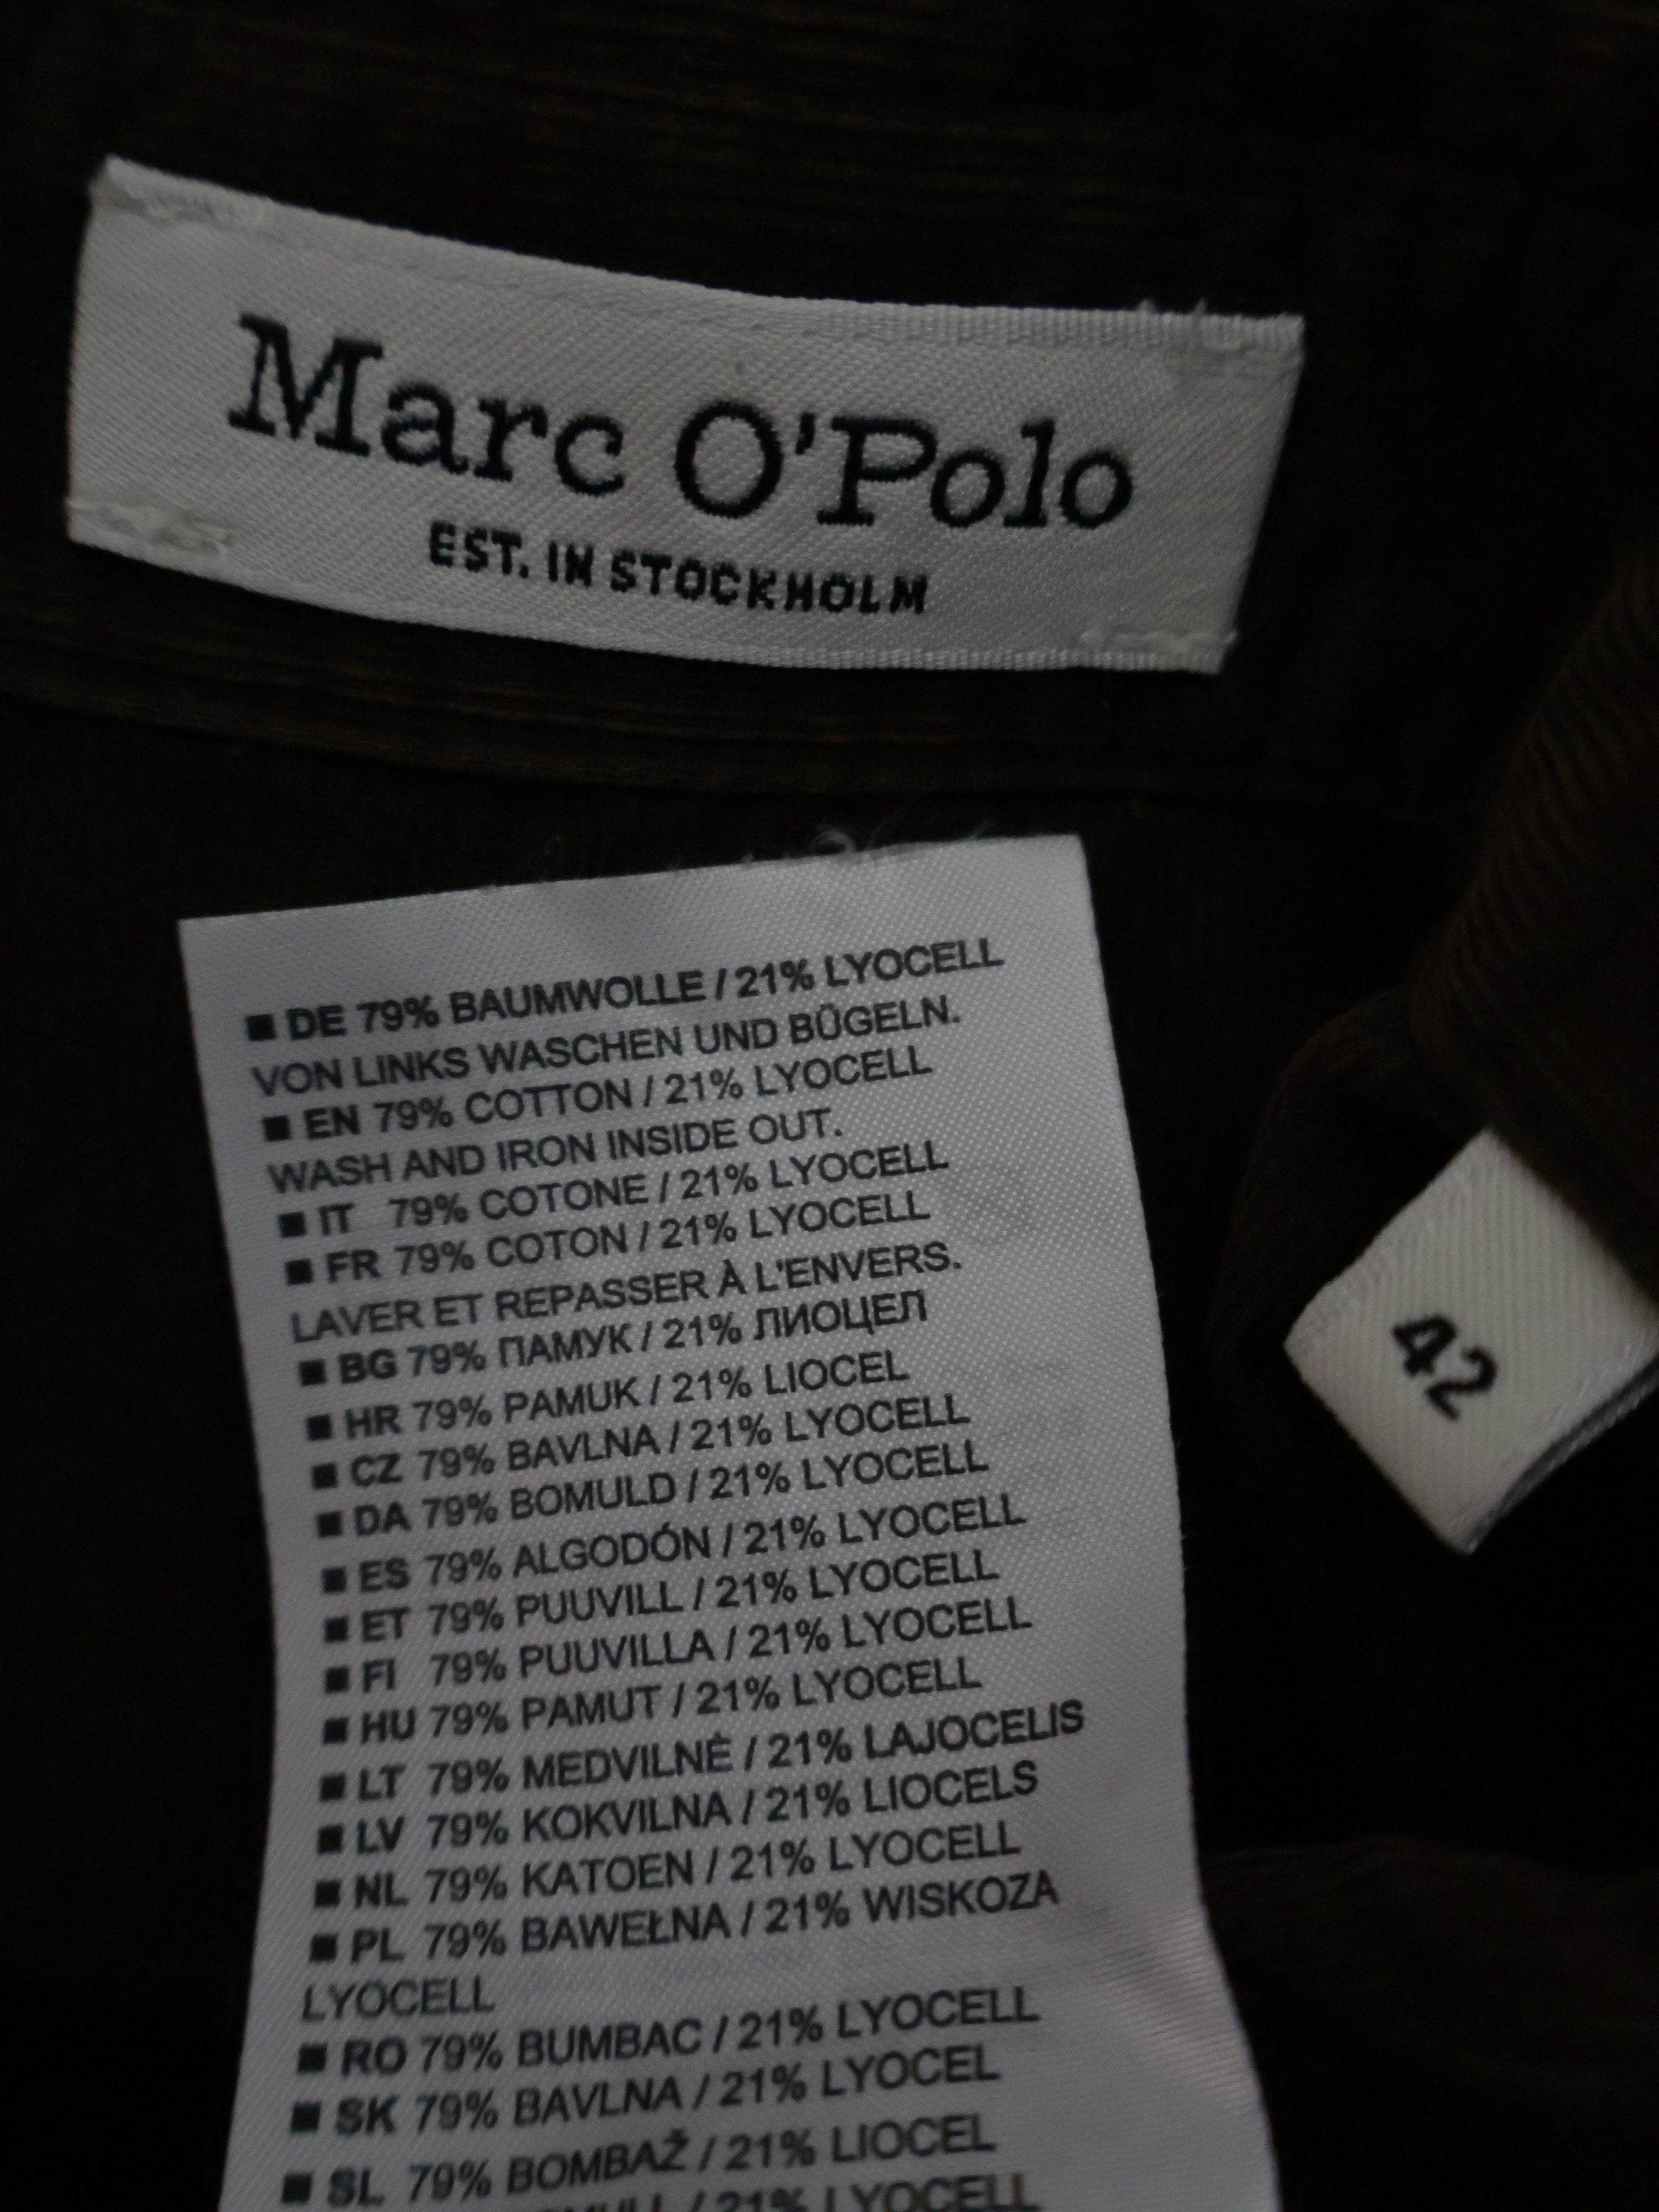 Marc O'Polo
EST. IN STOCKHOLM
■ DE 79% BAUMWOLLE / 21% LYOCELL
VON LINKS WASCHEN UND BÜGELN.
■ EN 79% COTTON / 21% LYOCELL
WASH AND IRON INSIDE OUT.
■ IT 79% COTONE / 21% LYOCELL
■ FR 79% COTON / 21% LYOCELL
LAVER ET REPASSER À L'ENVERS.
■ BG 79% ПАМУК / 21% ЛИОЦЕЛ
■ HR 79% PAMUK / 21% LIOCEL
■ CZ 79% BAVLNA / 21% LYOCELL
■ DA 79% BOMULD / 21% LYOCELL
■ ES 79% ALGODÓN / 21% LYOCELL
■ ET 79% PUUVILL / 21% LYOCELL
■ FI 79% PUUVILLA / 21% LYOCELL
■ HU 79% PAMUT / 21% LYOCELL
■ LT 79% MEDVILNĖ / 21% LAJOCELIS
■ LV 79% KOKVILNA / 21% LIOCELS
■ NL 79% KATOEN / 21% LYOCELL
■ PL 79% BAWEŁNA / 21% WISKOZA
LYOCELL
■ RO 79% BUMBAC / 21% LYOCELL
■ SK 79% BAVLNA / 21% LYOCEL
■ SL 79% BOMBAŽ / 21% LIOCEL
/ 21% LYOCELL
42